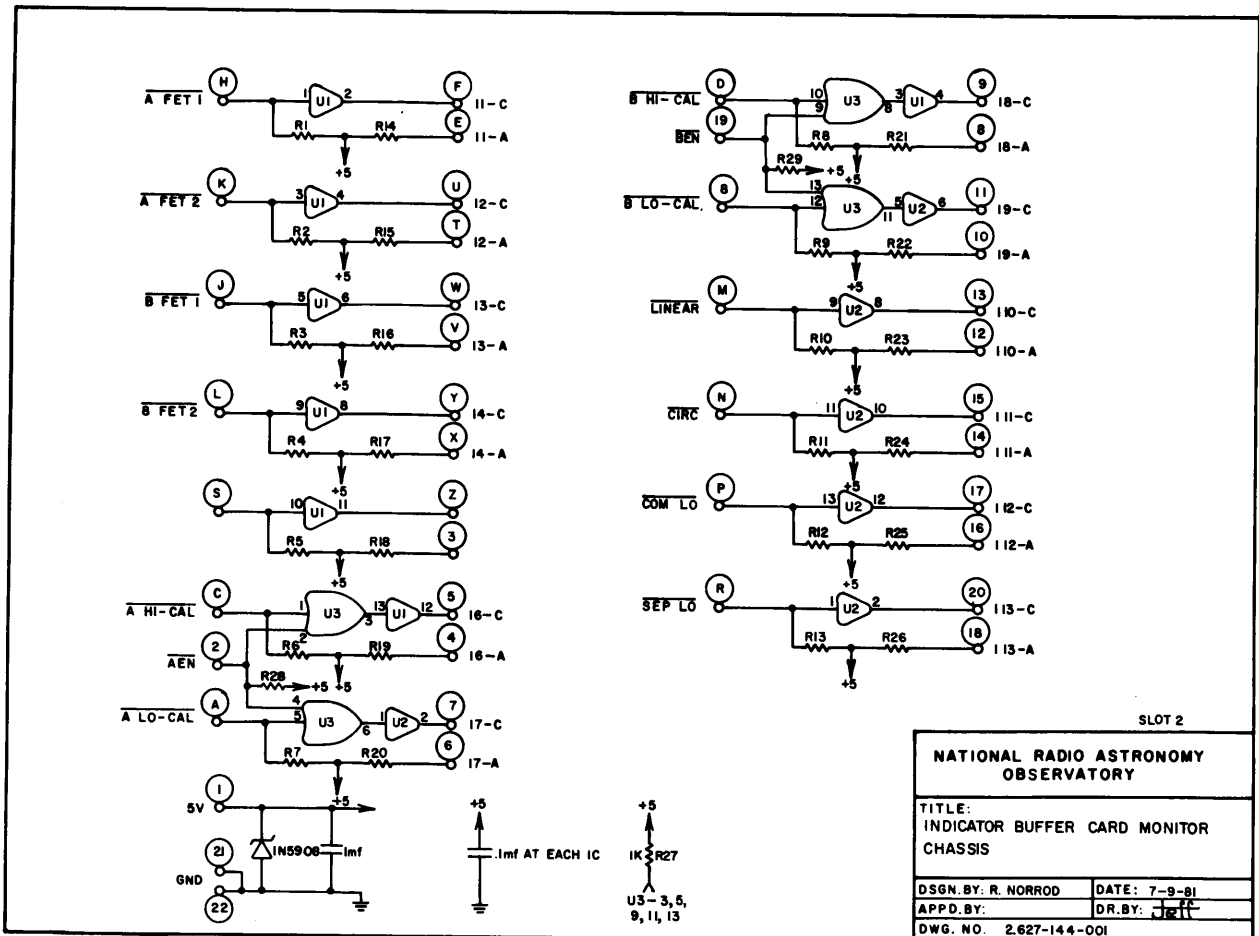 H
A FET 1
1 U1 2
F
11-C
R1 R14
E
11-A
+5
K
A FET 2
3 U1 4
U
12-C
R2 R15
T
12-A
+5
J
B FET 1
5 U1 6
W
13-C
R3 R16
V
13-A
+5
L
B FET 2
9 U1 8
Y
14-C
R4 R17
X
14-A
+5
S
10 U1 11
Z
R5 R18
3
+5
C
A HI-CAL
1 U3 3 13 U1 12
2
5
16-C
R6 R19
4
16-A
2
AEN
R28 +5 +5
A
A LO-CAL
4
5 U3 6 1 U2 2
7
17-C
R7 R20
6
17-A
+5
1
5V
1N5908
1mf
21
GND
22
+5
.1mf AT EACH IC
+5
1K R27
U3-3, 5,
9, 11, 13
D
B HI-CAL
10 U3 8 3 U1 4
9
9
18-C
19
BEN
R8 R21
8
18-A
R29 +5
+5
8
B LO-CAL
13
12 U3 11 5 U2 6
11
19-C
R9 R22
10
19-A
+5
M
LINEAR
9 U2 8
13
110-C
R10 R23
12
110-A
+5
N
CIRC
11 U2 10
15
111-C
R11 R24
14
111-A
+5
P
COM LO
13 U2 12
17
112-C
R12 R25
16
112-A
+5
R
SEP LO
1 U2 2
20
113-C
R13 R26
18
113-A
+5
SLOT 2
NATIONAL RADIO ASTRONOMY
OBSERVATORY
TITLE:
INDICATOR BUFFER CARD MONITOR
CHASSIS
DSGN. BY: R. NORROD DATE: 7-9-81
APPD. BY: DR. BY: Jeff
DWG. NO. 2.627-144-001